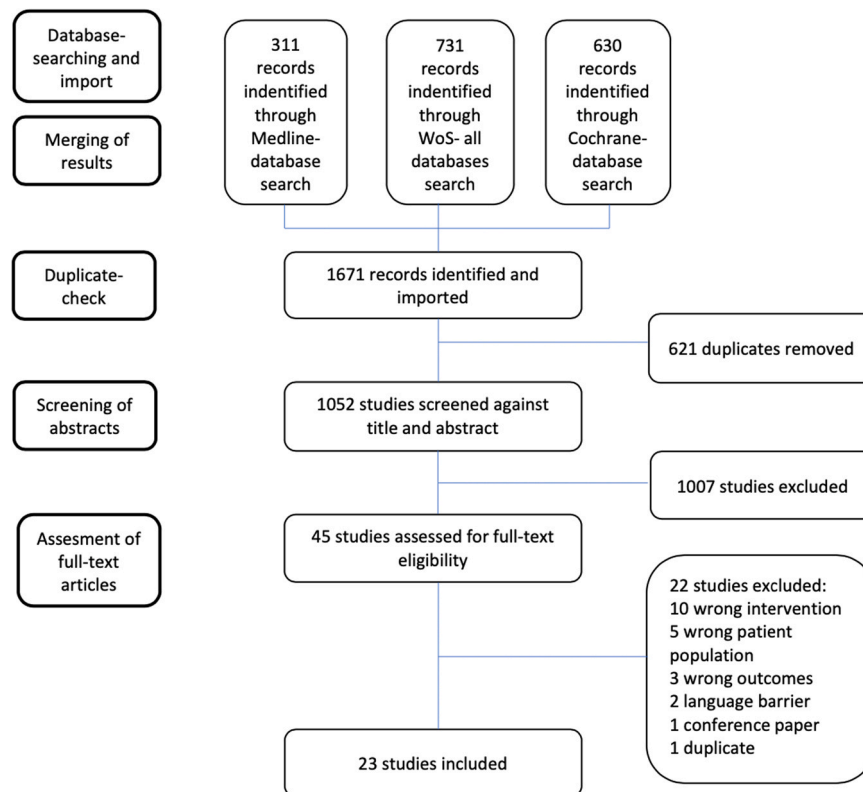 Database-
searching and
import
311
records
indentified
through
Medline-
database
search
731
records
indentified
through
WoS- all
databases
search
630
records
indentified
through
Cochrane-
database
search
Merging of
results
Duplicate-
check
1671 records identified and
imported
621 duplicates removed
Screening of
abstracts
1052 studies screened against
title and abstract
1007 studies excluded
Assesment of
full-text
articles
45 studies assessed for full-text
eligibility
22 studies excluded:
10 wrong intervention
5 wrong patient
population
3 wrong outcomes
2 language barrier
1 conference paper
1 duplicate
23 studies included